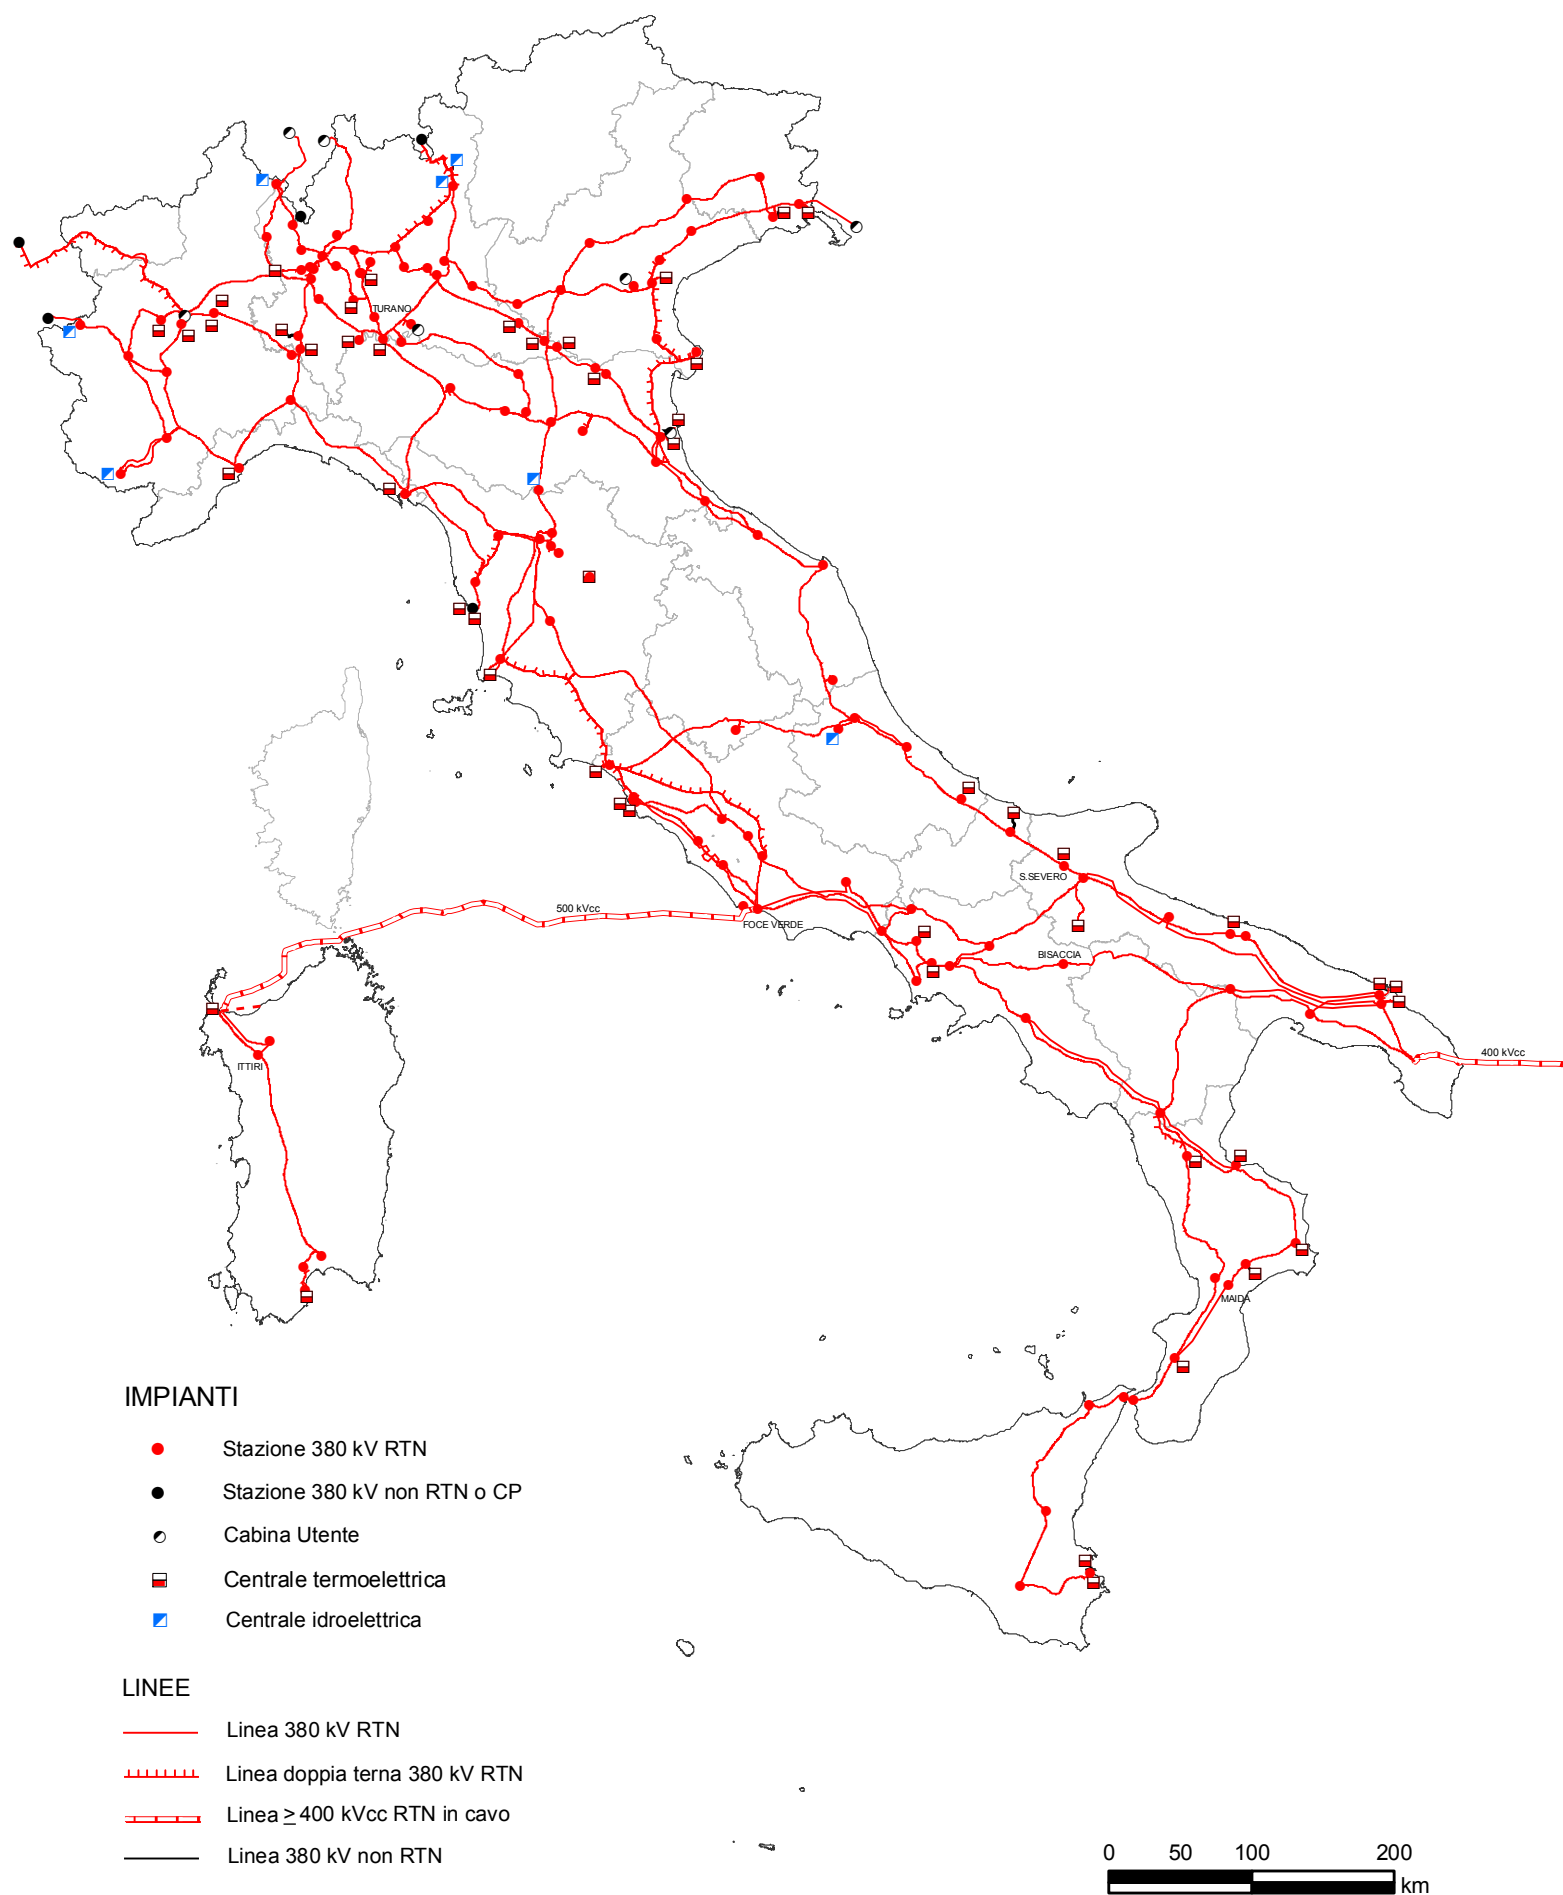 TURANO
S.SEVERO
500 kVcc
FOCE VERDE
BISACCIA
400 kVcc
ITTIRI
MAIDA
IMPIANTI
Stazione 380 kV RTN
Stazione 380 kV non RTN o CP
Cabina Utente
Centrale termoelettrica
Centrale idroelettrica
LINEE
Linea 380 kV RTN
Linea doppia terna 380 kV RTN
Linea ≥ 400 kVcc RTN in cavo
Linea 380 kV non RTN
0 50 100 200
km